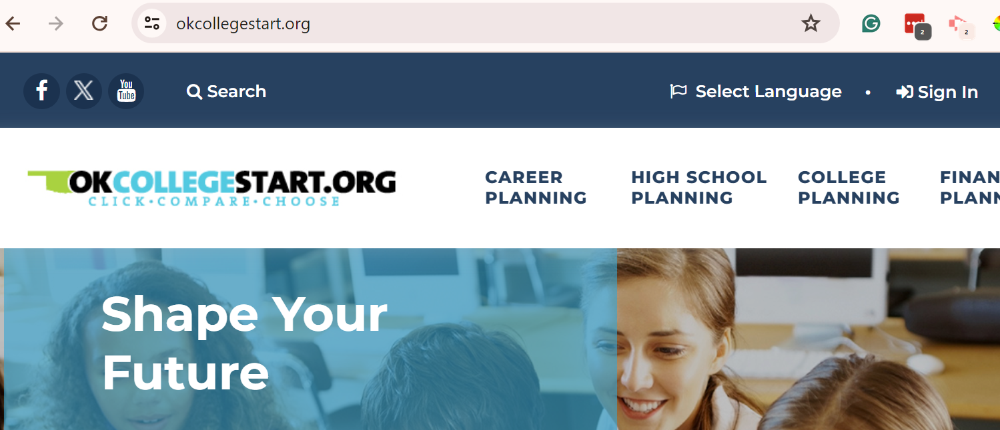 okcollegestart.org
2
2
You
Tube
Search
Select Language • Sign In
OKCOLLEGESTART.ORG
CLICK•COMPARE•CHOOSE
CAREER
PLANNING
HIGH SCHOOL
PLANNING
COLLEGE
PLANNING
FINAN
PLANN
Shape Your
Future